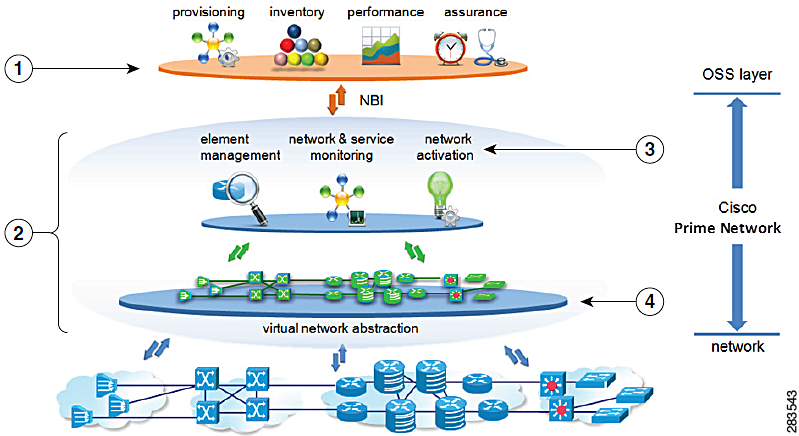 provisioning inventory performance assurance
1
OSS layer
NBI
2
element
management
network & service
monitoring
network
activation
3
Cisco
Prime Network
4
virtual network abstraction
network
283543